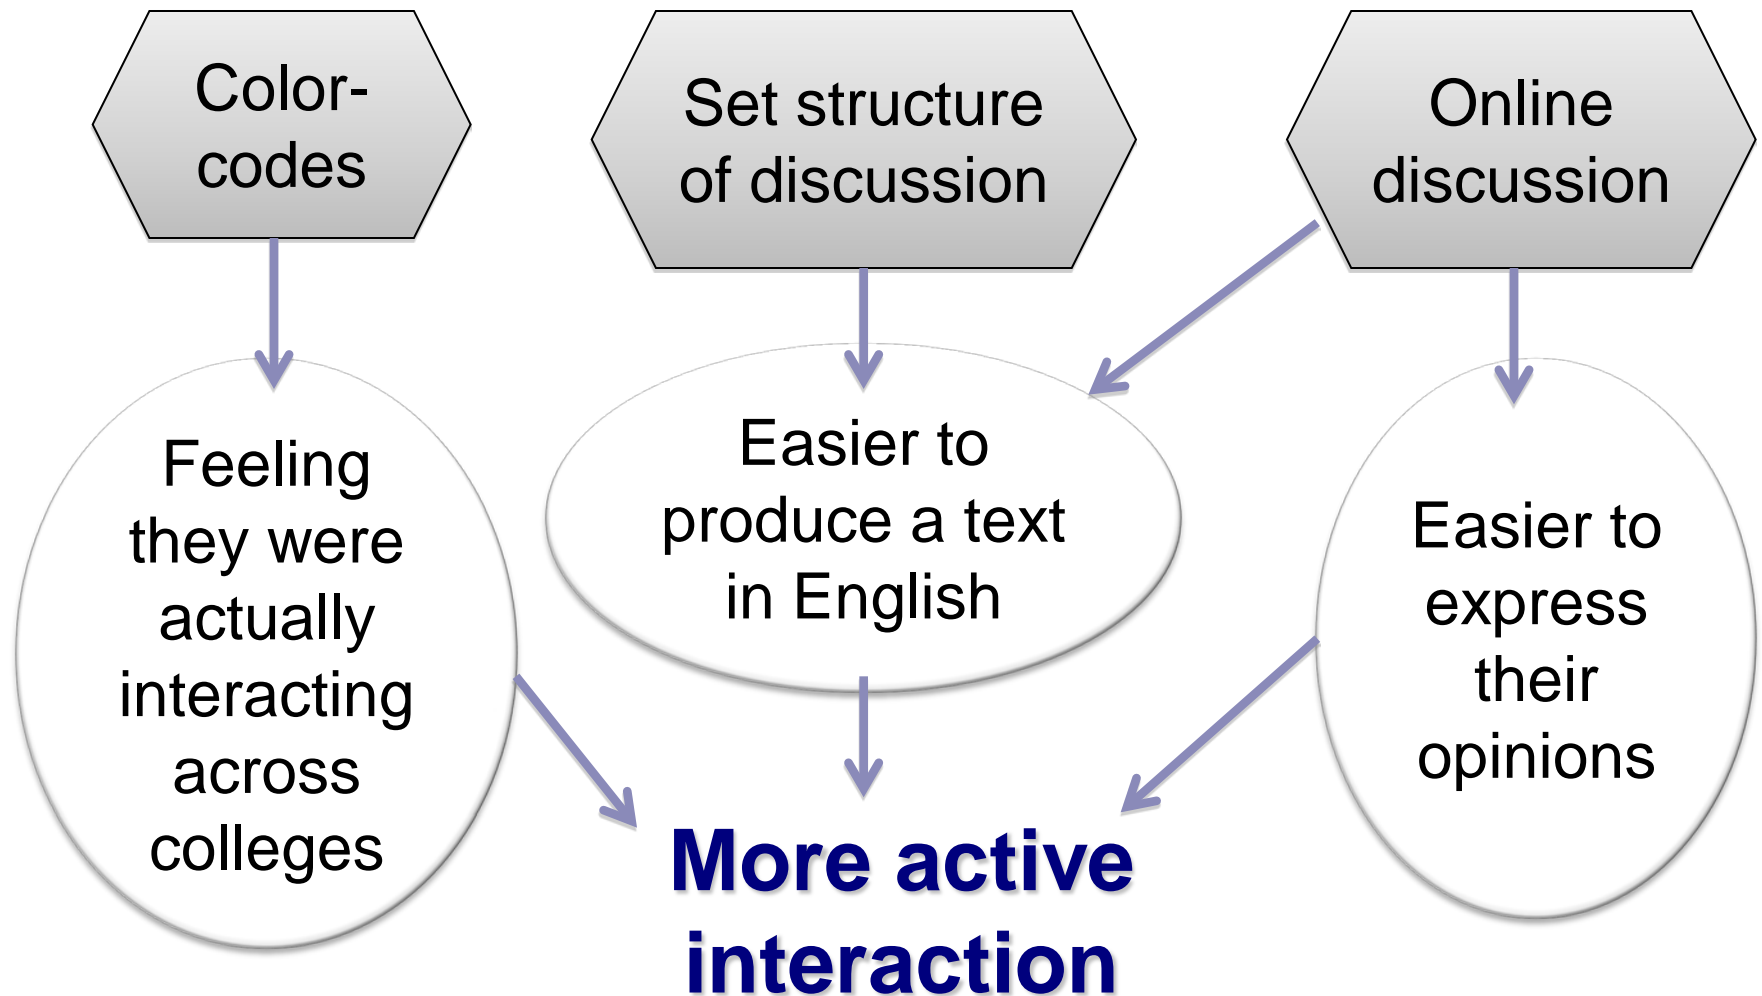 Color-
codes
Set structure
of discussion
Online
discussion
Feeling
they were
actually
interacting
across
colleges
Easier to
produce a text
in English
Easier to
express
their
opinions
More active
interaction